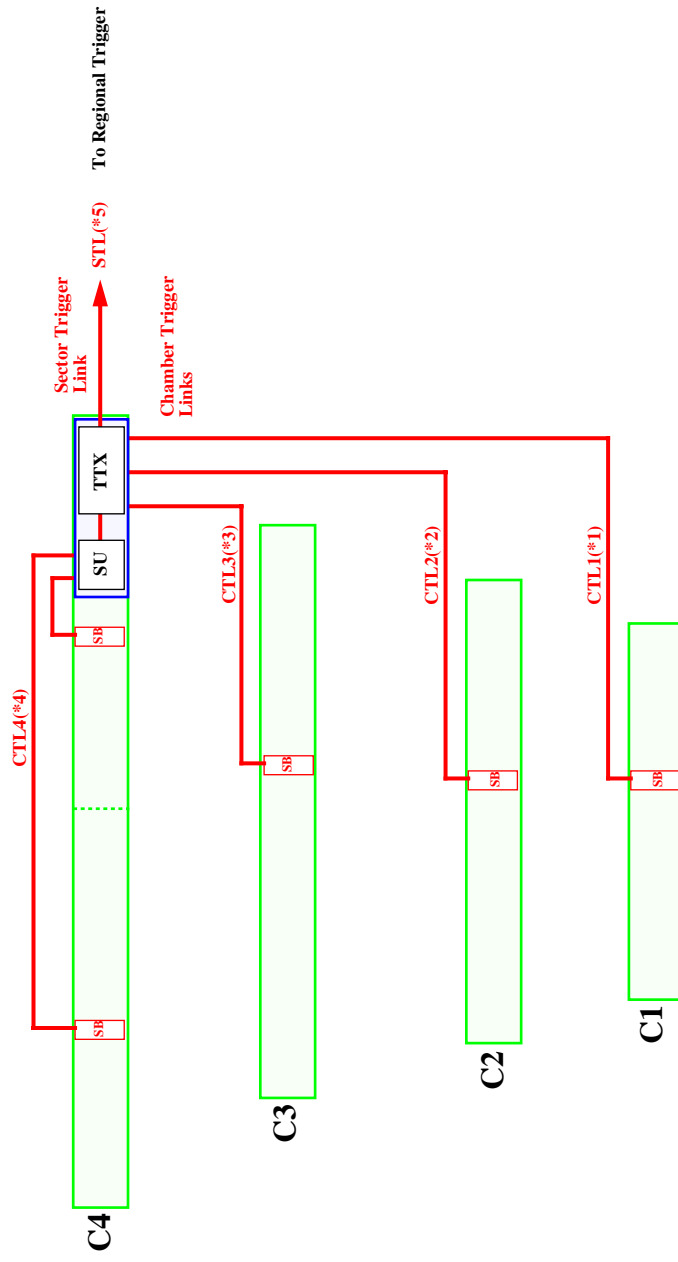 To Regional Trigger
STL(*5)
Sector Trigger
Link
Chamber Trigger
Links
TTX
SU
SB
CTL4(*4)
SB
C4
CTL3(*3)
SB
C3
CTL2(*2)
SB
C2
CTL1(*1)
SB
C1